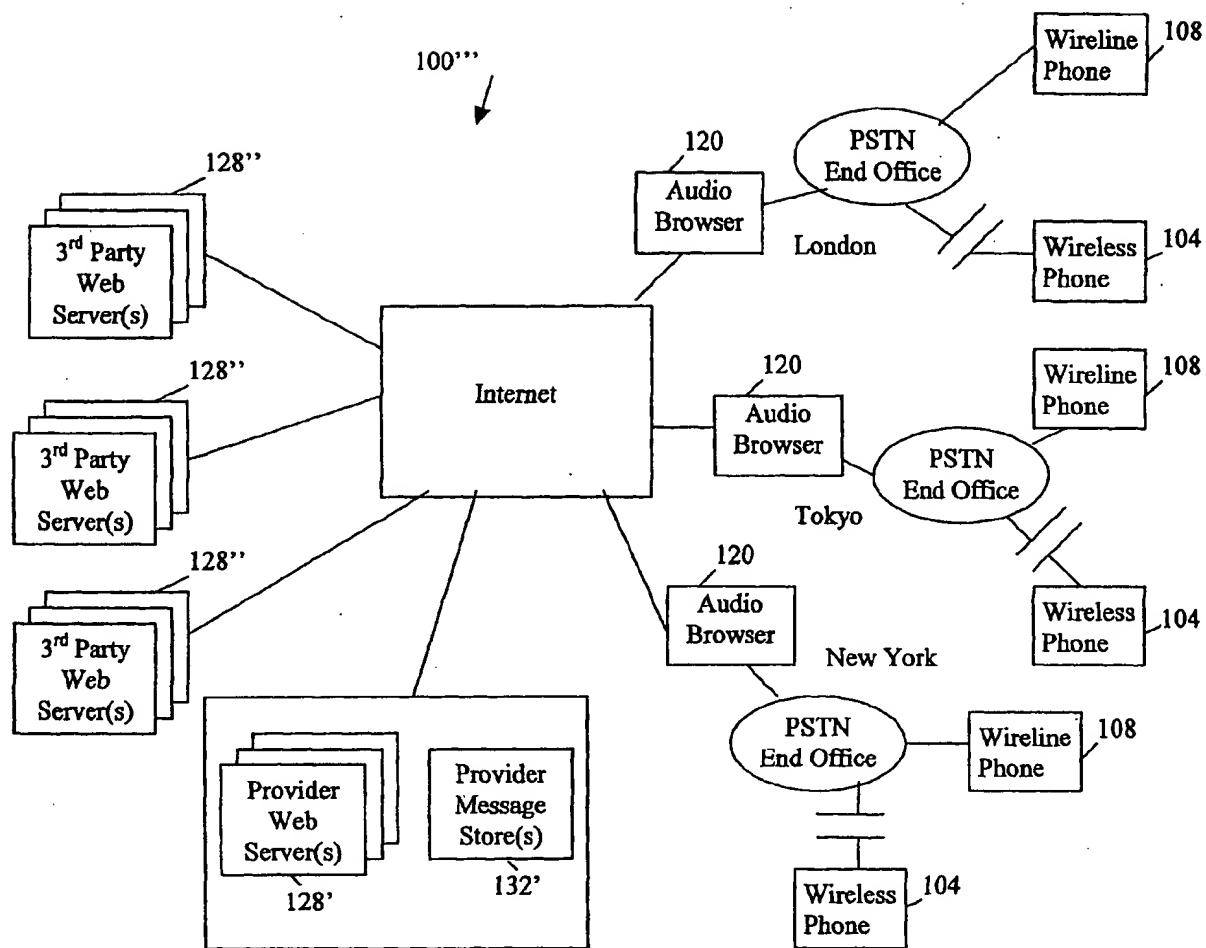 100'''
108
Wireline
Phone
PSTN
End Office
120
Audio
Browser
London
104
Wireless
Phone
128''
3rd Party
Web
Server(s)
Internet
128''
3rd Party
Web
Server(s)
120
Audio
Browser
Tokyo
PSTN
End Office
108
Wireline
Phone
104
Wireless
Phone
128''
3rd Party
Web
Server(s)
120
Audio
Browser
New York
PSTN
End Office
108
Wireline
Phone
Provider
Web
Server(s)
128'
Provider
Message
Store(s)
132'
104
Wireless
Phone